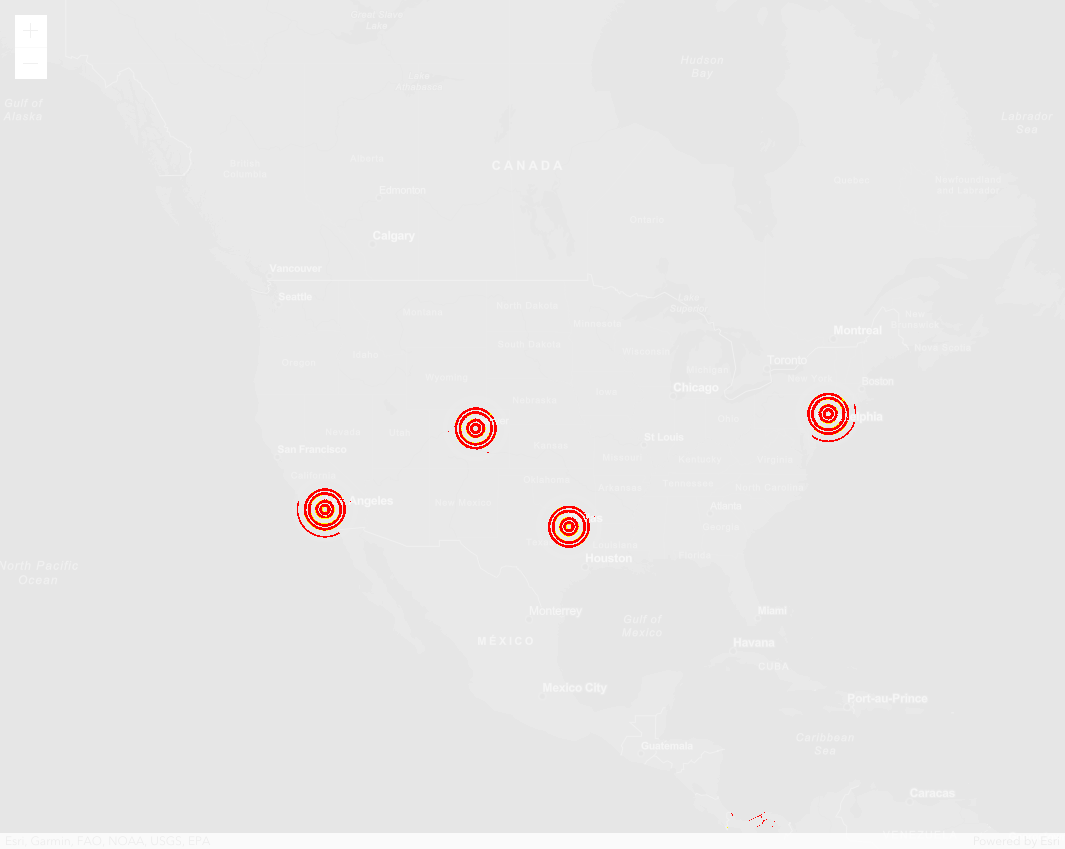 Great Slave
Lake
Hudson
Bay
Lake
Athabasca
Gulf of
Alaska
Labrador
Sea
Alberta
British
Columbia
CANADA
Edmonton
Newfoundland
and Labrador
Ontario
Calgary
Vancouver
Seattle
Montana
North Dakota
Lake
Superior
Minnesota
New
Brunswick
Montreal
Nova Scotia
South Dakota
Wisconsin
Idaho
Oregon
Toronto
Michigan
Wyoming
New York
Boston
Chicago
Iowa
Nebraska
phia
Nevada
Utah
St Louis
Kansas
San Francisco
Missouri
Kentucky
Virginia
California
Oklahoma
Arkansas
Tennessee
North Carolina
Angeles
New Mexico
Atlanta
Georgia
Louisiana
Houston
Florida
North Pacific
Ocean
Monterrey
Miami
Gulf of
Mexico
MÉXICO
Havana
CUBA
Mexico City
Port-au-Prince
Caribbean
Sea
Guatemala
Caracas
VENEZUELA
Esri, Garmin, FAO, NOAA, USGS, EPA
Powered by Esri